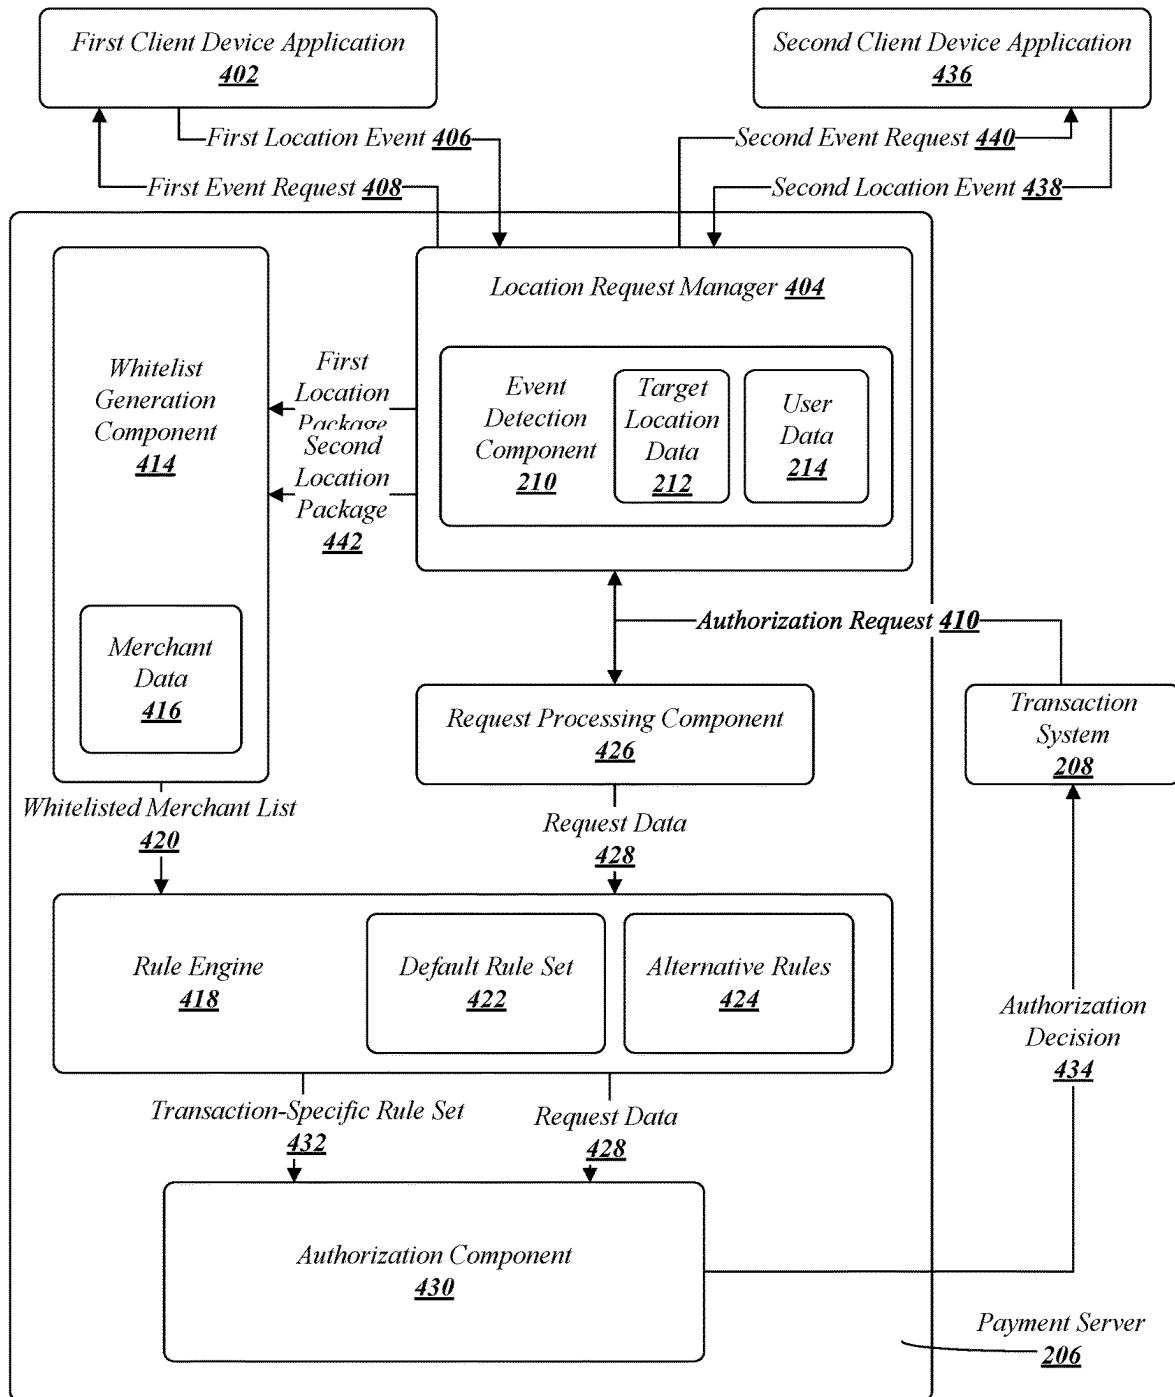 First Client Device Application
402
Second Client Device Application
436
First Location Event 406
Second Event Request 440
First Event Request 408
Second Location Event 438
Location Request Manager 404
Whitelist
Generation
Component
414
First
Location
Package
Second
Location
Package
442
Event
Detection
Component
210
Target
Location
Data
212
User
Data
214
Authorization Request 410
Merchant
Data
416
Request Processing Component
426
Transaction
System
208
Whitelisted Merchant List
420
Request Data
428
Rule Engine
418
Default Rule Set
422
Alternative Rules
424
Authorization
Decision
434
Transaction-Specific Rule Set
432
Request Data
428
Authorization Component
430
Payment Server
206